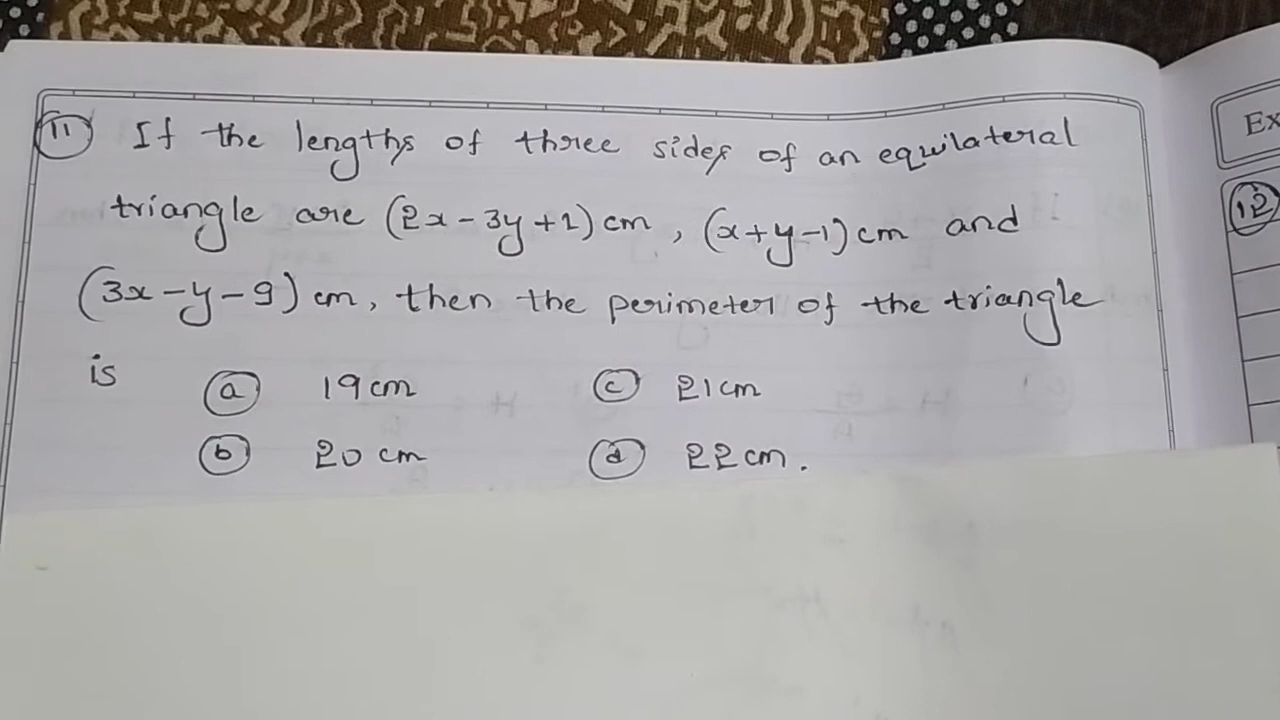 11 If the lengths of three sides of an equilateral
triangle are (2x-3y+1) cm, (x+y-1) cm and
(3x-y-9) cm, then the perimeter of the triangle
is
a 19 cm c 21 cm
b 20 cm d 22 cm.
Ex
12